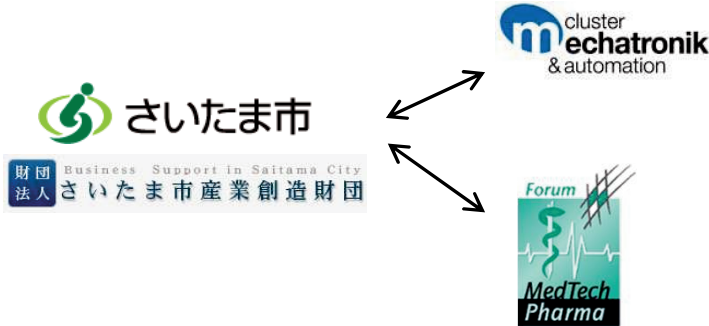 さいたま市
財団法人
Business Support in Saitama City
さいたま市産業創造財団
cluster
mechatronik
& automation
Forum
MedTech
Pharma